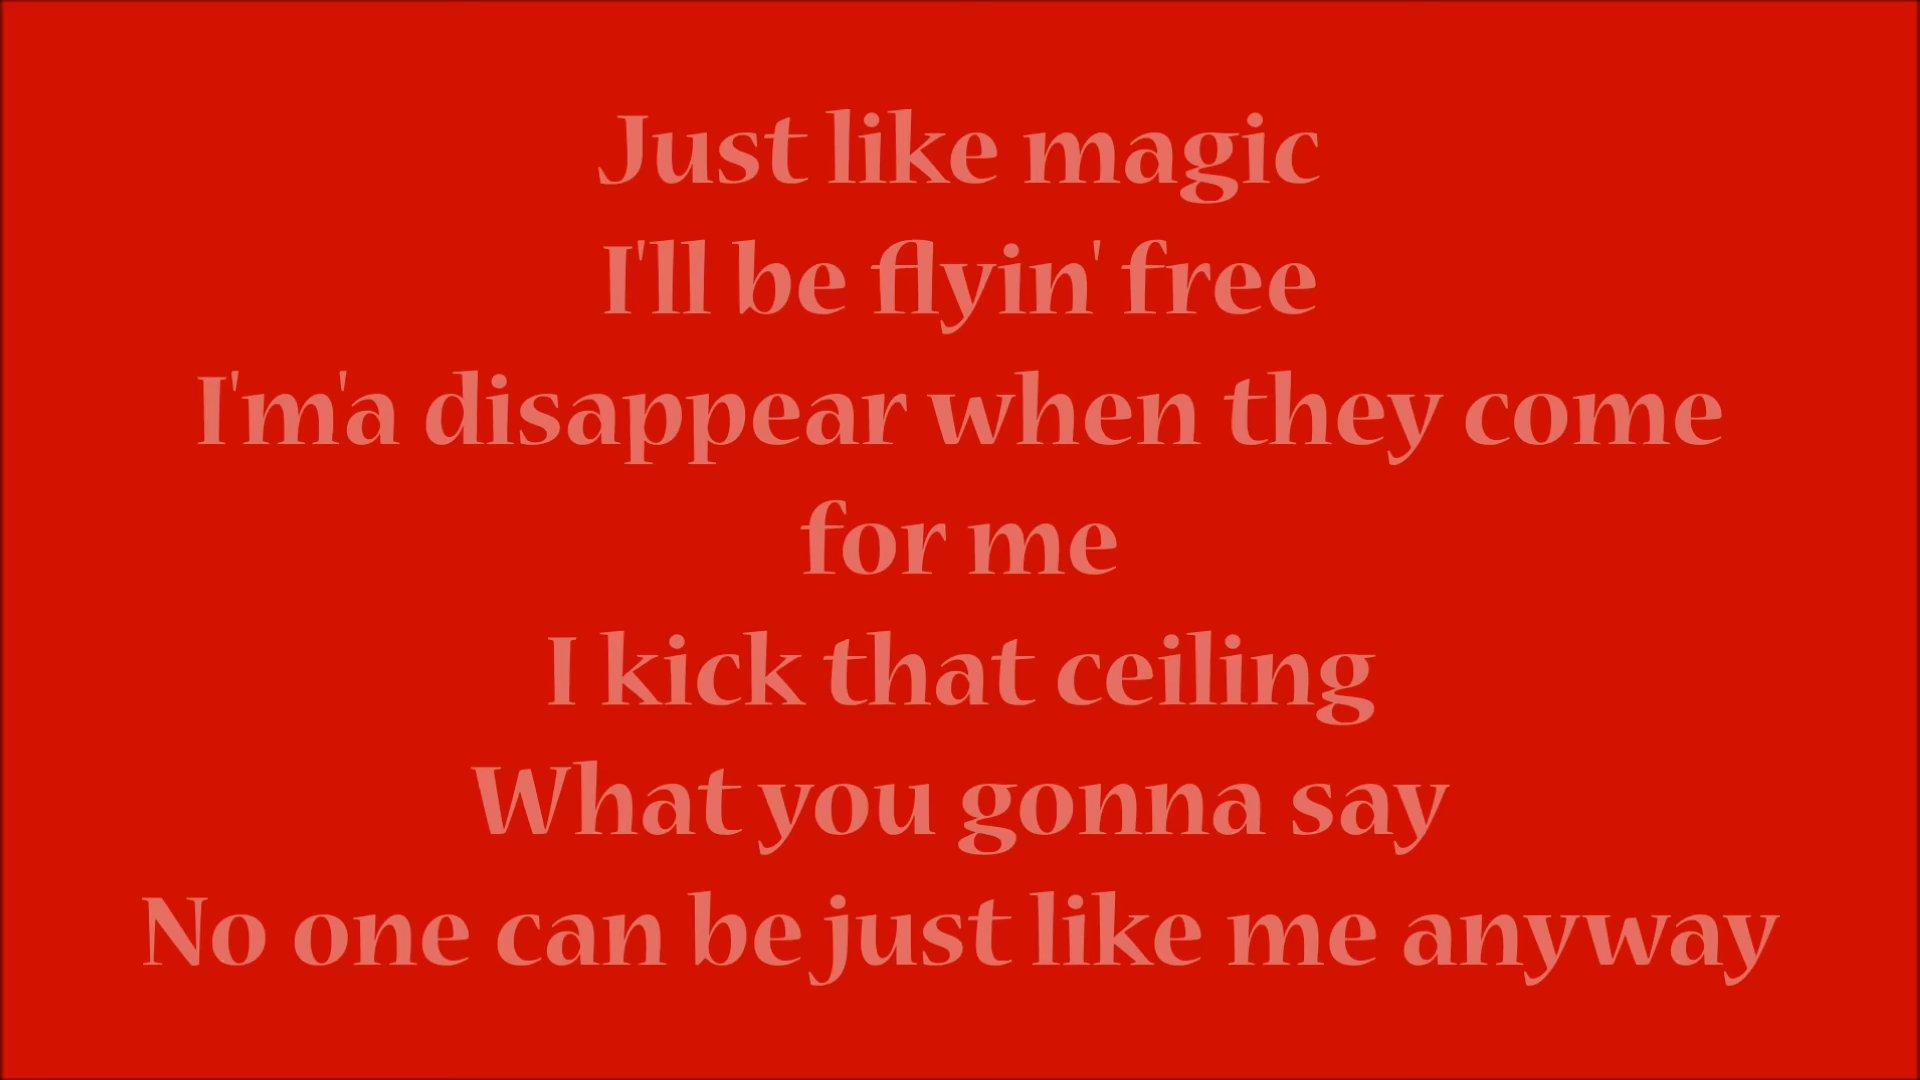 Just like magic
I'll be flyin' free
I'm'a disappear when they come
for me
I kick that ceiling
What you gonna say
No one can be just like me anyway